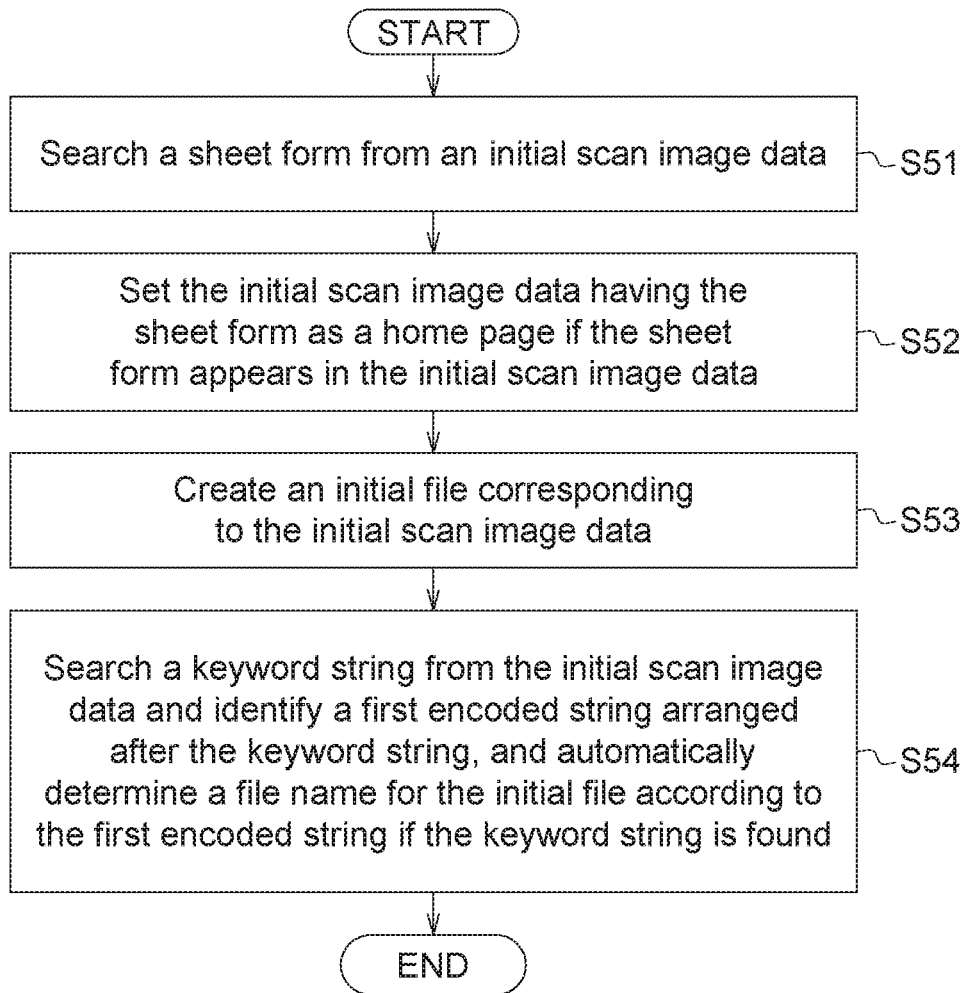 START
Search a sheet form from an initial scan image data
S51
Set the initial scan image data having the
sheet form as a home page if the sheet
form appears in the initial scan image data
S52
Create an initial file corresponding
to the initial scan image data
S53
Search a keyword string from the initial scan image
data and identify a first encoded string arranged
after the keyword string, and automatically
determine a file name for the initial file according to
the first encoded string if the keyword string is found
S54
END